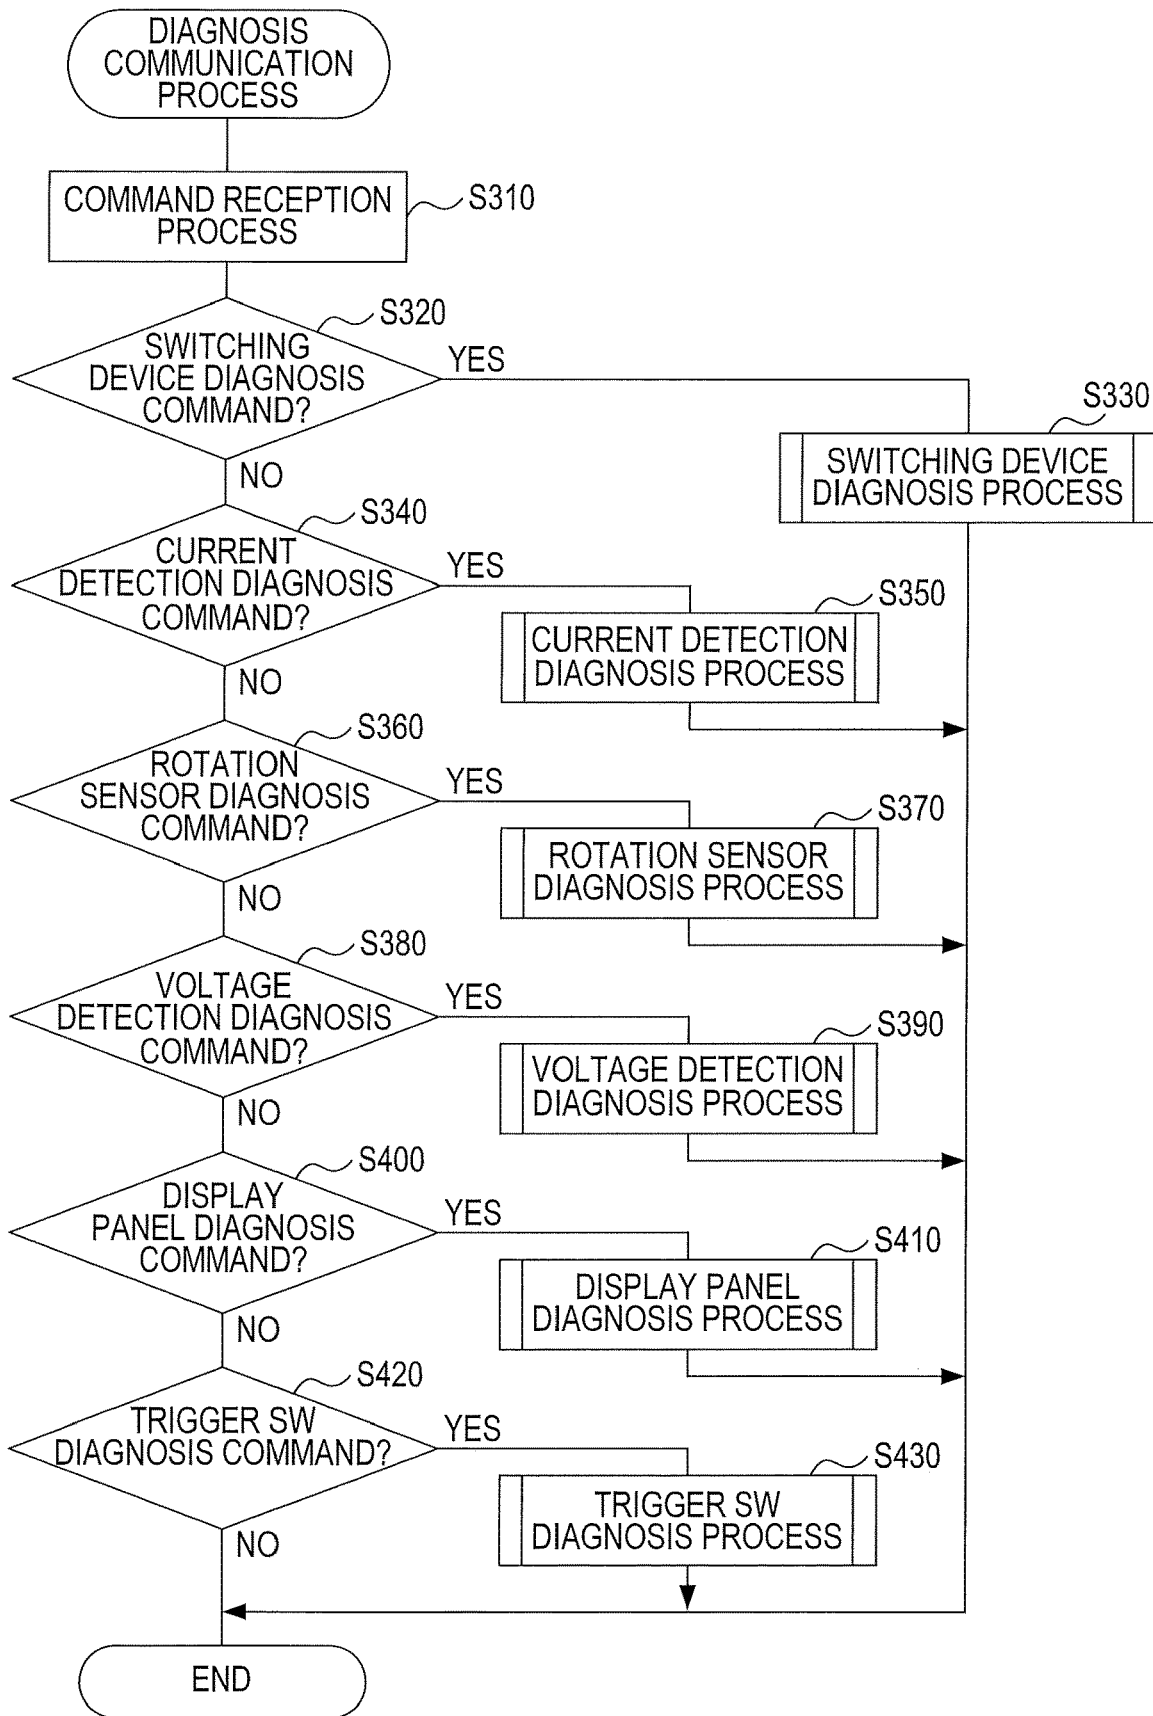 DIAGNOSIS
COMMUNICATION
PROCESS
COMMAND RECEPTION
PROCESS
S310
S320
SWITCHING
DEVICE DIAGNOSIS
COMMAND?
YES
NO
S330
SWITCHING DEVICE
DIAGNOSIS PROCESS
S340
CURRENT
DETECTION DIAGNOSIS
COMMAND?
YES
NO
S350
CURRENT DETECTION
DIAGNOSIS PROCESS
S360
ROTATION
SENSOR DIAGNOSIS
COMMAND?
YES
NO
S370
ROTATION SENSOR
DIAGNOSIS PROCESS
S380
VOLTAGE
DETECTION DIAGNOSIS
COMMAND?
YES
NO
S390
VOLTAGE DETECTION
DIAGNOSIS PROCESS
S400
DISPLAY
PANEL DIAGNOSIS
COMMAND?
YES
NO
S410
DISPLAY PANEL
DIAGNOSIS PROCESS
S420
TRIGGER SW
DIAGNOSIS COMMAND?
YES
NO
S430
TRIGGER SW
DIAGNOSIS PROCESS
END